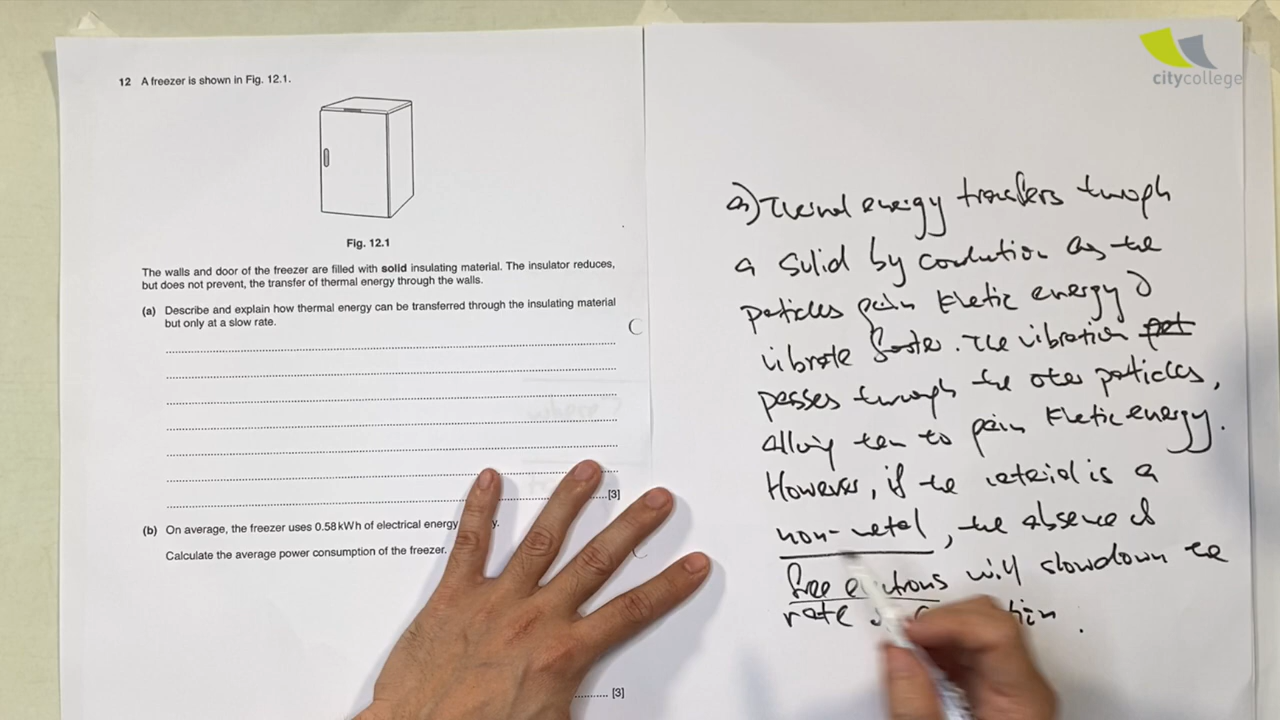 citycollege
12 A freezer is shown in Fig. 12.1.
Fig. 12.1
The walls and door of the freezer are filled with solid insulating material. The insulator reduces,
but does not prevent, the transfer of thermal energy through the walls.
(a) Describe and explain how thermal energy can be transferred through the insulating material
but only at a slow rate.
C
[3]
(b) On average, the freezer uses 0.58 kWh of electrical energy y.
Calculate the average power consumption of the freezer.
[3]
a) Thermal energy transfers through
a solid by conduction as the
particles gain kinetic energy &
vibrate faster. The vibration
passes through the other particles,
allowing them to gain kinetic energy.
However, if the material is a
non-metal, the absence of
free electrons will slowdown the
rate